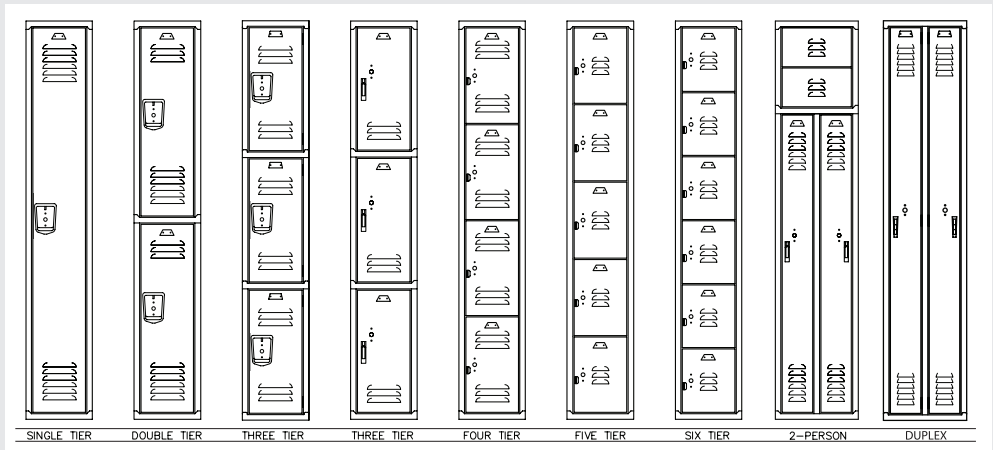 SINGLE TIER
DOUBLE TIER
THREE TIER
THREE TIER
FOUR TIER
FIVE TIER
SIX TIER
2-PERSON
DUPLEX